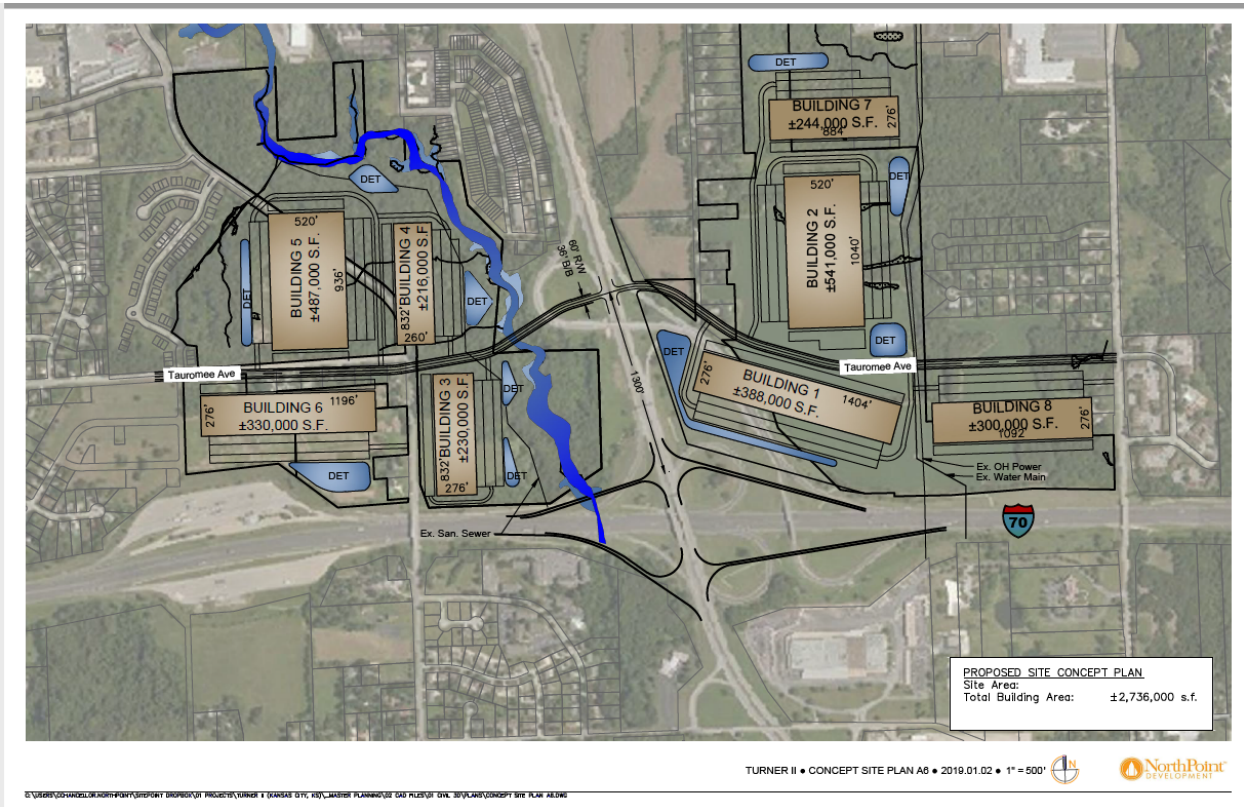 DET
BUILDING 7
±244,000 S.F.
884
276'
DET
520'
BUILDING 5
±487,000 S.F.
936'
DET
BUILDING 4
±216,000 S.F
832'
260'
DET
60' R/W
36' B/B
520'
BUILDING 2
±541,000 S.F.
1040'
DET
DET
Tauromee Ave
Tauromee Ave
DET
276'
BUILDING 1
±388,000 S.F.
1404'
1300'
BUILDING 6
±330,000 S.F.
1196'
276'
DET
BUILDING 3
±230,000 S.F
832'
276'
DET
DET
BUILDING 8
±300,000 S.F.
1092
276'
Ex. OH Power
Ex. Water Main
Ex. San. Sewer
70
PROPOSED SITE CONCEPT PLAN
Site Area:
Total Building Area: ±2,736,000 s.f.
TURNER II ● CONCEPT SITE PLAN A6 ● 2019.01.02 ● 1" = 500'
N
NorthPoint
DEVELOPMENT